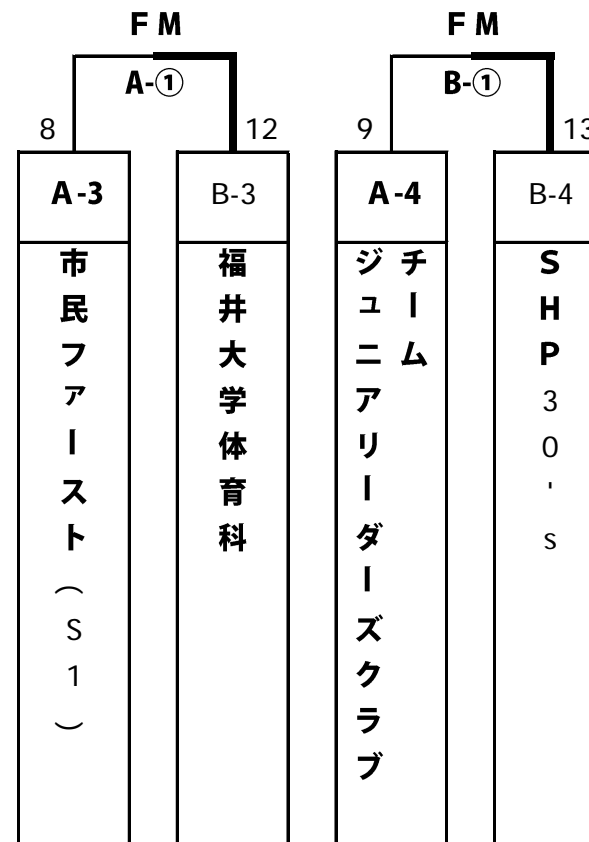 FM
FM
A-①
B-①
8
12
9
13
A-3
B-3
A-4
B-4
市民ファースト(S1)
福井大学体育科
チーム
ジュニアリーダーズクラブ
SHP30's